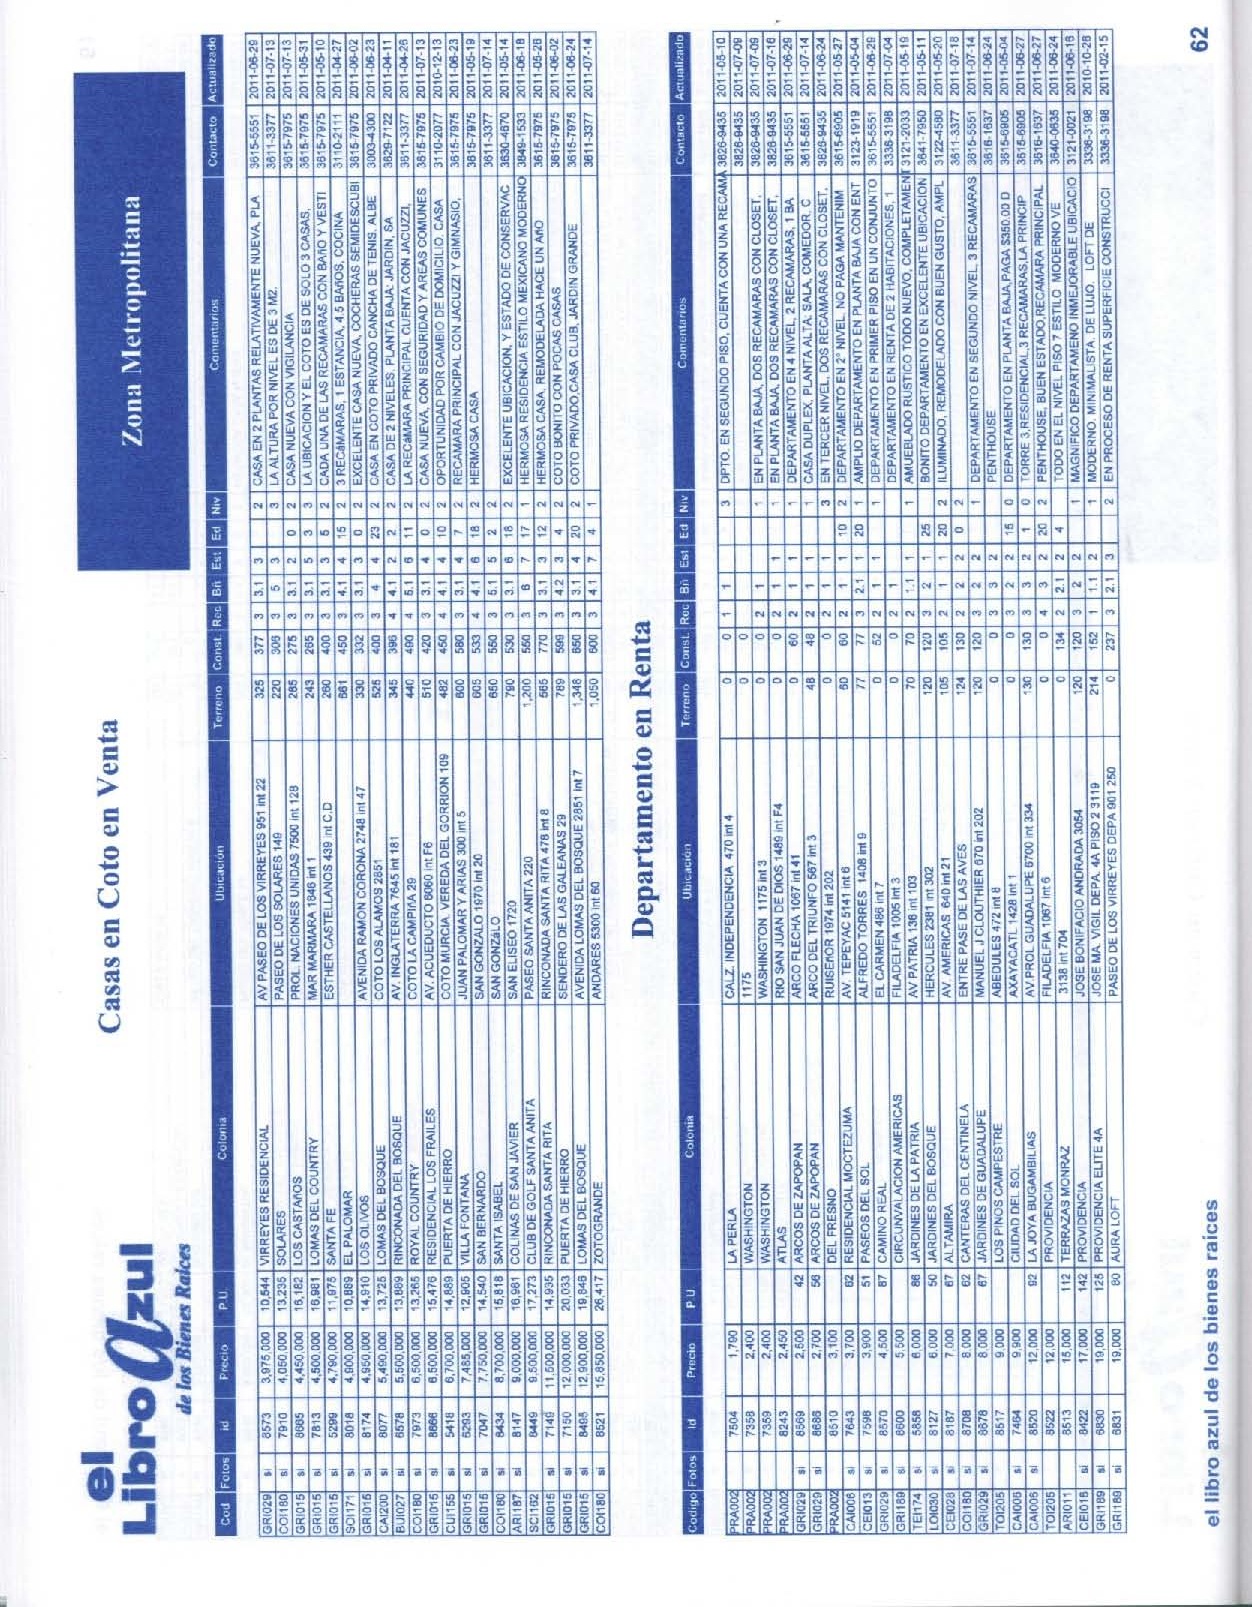 el Libro azul
de los Bienes Raíces
Casas en Coto en Venta
Zona Metropolitana
Cod Fotos id Precio P.U. Colonia Ubicación Terreno Const. Rec Bñ Est Ed Niv Comentarios Contacto Actualizado
GRI029 si 8573 3,975,000 10,544 VIRREYES RESIDENCIAL AV PASEO DE LOS VIRREYES 951 int 22 325 377 3 3.1 3 2 CASA EN 2 PLANTAS RELATIVAMENTE NUEVA, PLA 3615-5551 2011-06-29
COI180 si 7910 4,050,000 13,235 SOLARES PASEO DE LOS SOLARES 149 220 306 3 5 3 3 LA ALTURA POR NIVEL ES DE 3 M2. 3611-3377 2011-07-13
GRI015 si 8685 4,450,000 16,182 LOS CASTAÑOS PROL. NACIONES UNIDAS 7500 int 128 285 275 3 3.1 2 0 2 CASA NUEVA CON VIGILANCIA 3615-7975 2011-07-13
GRI015 si 7813 4,500,000 16,981 LOMAS DEL COUNTRY MAR MARMARA 1846 int 1 243 265 3 3.1 5 3 3 LA UBICACION Y EL COTO ES DE SOLO 3 CASAS, 3615-7975 2011-05-31
GRI015 si 5299 4,790,000 11,975 SANTA FE ESTHER CASTELLANOS 439 int C.D 260 400 3 3.1 3 5 2 CADA UNA DE LAS RECAMARAS CON BAÑO Y VESTI 3615-7975 2011-05-10
SOI171 si 8018 4,900,000 10,889 EL PALOMAR 661 450 3 4.1 4 15 2 3 RECÁMARAS, 1 ESTANCIA, 4.5 BAÑOS, COCINA 3110-2111 2011-04-27
GRI015 si 8174 4,950,000 14,910 LOS OLIVOS AVENIDA RAMON CORONA 2748 int 47 330 332 3 3.1 3 0 2 EXCELENTE CASA NUEVA, COCHERAS SEMIDESCUBI 3615-7975 2011-06-02
CAI200 si 8077 5,490,000 13,725 LOMAS DEL BOSQUE COTO LOS ALAMOS 2851 525 400 3 4 4 23 2 CASA EN COTO PRIVADO CANCHA DE TENIS, ALBE 3003-4300 2011-06-23
BUI027 si 6578 5,500,000 13,889 RINCONADA DEL BOSQUE AV. INGLATERRA 7645 int 181 345 396 4 4.1 2 2 2 CASA DE 2 NIVELES. PLANTA BAJA: JARDÍN, SA 3629-7122 2011-04-11
COI180 si 7973 6,500,000 13,265 ROYAL COUNTRY COTO LA CAMPIÑA 29 440 490 4 5.1 6 11 2 LA RECÁMARA PRINCIPAL CUENTA CON JACUZZI, 3611-3377 2011-04-26
GRI015 si 8666 6,500,000 15,476 RESIDENCIAL LOS FRAILES AV. ACUEDUCTO 6060 int F6 510 420 3 3.1 4 0 2 CASA NUEVA, CON SEGURIDAD Y AREAS COMUNES 3615-7975 2011-07-13
CUI155 si 5418 6,700,000 14,889 PUERTA DE HIERRO COTO MURCIA, VEREDA DEL GORRION 109 482 450 4 4.1 4 10 2 OPORTUNIDAD POR CAMBIO DE DOMICILIO. CASA 3110-2077 2010-12-13
GRI015 si 6293 7,485,000 12,905 VILLA FONTANA JUAN PALOMAR Y ARIAS 300 int 5 600 580 3 3.1 4 7 2 RECAMARA PRINCIPAL CON JACUZZI Y GIMNASIO, 3615-7975 2011-06-23
GRI015 si 7047 7,750,000 14,540 SAN BERNARDO SAN GONZALO 1970 int 20 605 533 4 4.1 6 18 2 HERMOSA CASA 3615-7975 2011-05-19
COI180 si 8434 8,700,000 15,818 SANTA ISABEL SAN GONZÁLO 650 550 3 5.1 5 2 2 3611-3377 2011-07-14
ARI187 si 8147 9,000,000 16,981 COLINAS DE SAN JAVIER SAN ELISEO 1720 790 530 3 3.1 6 18 2 EXCELENTE UBICACION, Y ESTADO DE CONSERVAC 3630-4670 2011-05-14
SCI162 si 8449 9,500,000 17,273 CLUB DE GOLF SANTA ANITA PASEO SANTA ANITA 220 1,200 550 3 6 7 17 1 HERMOSA RESIDENCIA ESTILO MEXICANO MODERNO 3849-1533 2011-06-18
GRI015 si 7149 11,500,000 14,935 RINCONADA SANTA RITA RINCONADA SANTA RITA 478 int 8 565 770 3 3.1 3 12 2 HERMOSA CASA, REMODELADA HACE UN AÑO 3615-7975 2011-05-26
GRI015 si 7150 12,000,000 20,033 PUERTA DE HIERRO SENDERO DE LAS GALEANAS 29 789 599 3 4.2 3 4 2 COTO BONITO CON POCAS CASAS 3615-7975 2011-06-02
GRI015 si 8495 12,900,000 19,846 LOMAS DEL BOSQUE AVENIDA LOMAS DEL BOSQUE 2851 int 7 1,348 650 3 3.1 4 20 2 COTO PRIVADO,CASA CLUB, JARDIN GRANDE 3615-7975 2011-06-24
COI180 si 8521 15,850,000 26,417 ZOTOGRANDE ANDARES 5300 int 60 1,050 600 3 4.1 7 4 1 3611-3377 2011-07-14
Departamento en Renta
Codigo Fotos id Precio P.U. Colonia Ubicación Terreno Const. Rec Bñ Est Ed Niv Comentarios Contacto Actualizado
PRA002 7504 1,790 LA PERLA CALZ. INDEPENDENCIA 470 int 4 0 0 1 1 3 DPTO. EN SEGUNDO PISO, CUENTA CON UNA RECAMA 3826-9435 2011-05-10
PRA002 7358 2,400 WASHINGTON 1175 0 0 3826-9435 2011-07-09
PRA002 7359 2,400 WASHINGTON WASHINGTON 1175 int 3 0 0 2 1 1 EN PLANTA BAJA, DOS RECAMARAS CON CLOSET, 3826-9435 2011-07-09
PRA002 8243 2,450 ATLAS RIO SAN JUAN DE DIOS 1489 int F4 0 0 1 1 1 EN PLANTA BAJA, DOS RECAMARAS CON CLOSET, 3826-9435 2011-07-16
GRI029 si 8569 2,500 42 ARCOS DE ZAPOPAN ARCO FLECHA 1067 int 41 0 60 2 1 1 1 DEPARTAMENTO EN 4 NIVEL, 2 RECAMARAS, 1 BA 3615-5551 2011-06-29
GRI029 si 8688 2,700 56 ARCOS DE ZAPOPAN ARCO DEL TRIUNFO 567 int 3 48 48 2 1 1 1 CASA DUPLEX, PLANTA ALTA, SALA, COMEDOR, C 3615-5551 2011-07-14
PRA002 8510 3,100 DEL FRESNO RUISEÑOR 1974 int 202 0 0 2 1 3 EN TERCER NIVEL, DOS RECAMARAS CON CLOSET, 3826-9435 2011-06-24
CAI006 si 7643 3,700 62 RESIDENCIAL MOCTEZUMA AV. TEPEYAC 5141 int 6 60 60 2 1 1 10 2 DEPARTAMENTO EN 2° NIVEL, NO PAGA MANTENIM 3615-6905 2011-05-04
CEI013 si 7598 3,900 51 PASEOS DEL SOL ALFREDO TORRES 1408 int 9 77 77 3 2.1 1 20 1 AMPLIO DEPARTAMENTO EN PLANTA BAJA CON ENT 3123-1919 2011-05-04
GRI029 si 8570 4,500 87 CAMINO REAL EL CARMEN 486 int 7 0 52 2 1 1 1 DEPARTAMENTO EN PRIMER PISO EN UN CONJUNTO 3615-5551 2011-06-29
GRI189 si 8600 5,500 CIRCUNVALACION AMERICAS FILADELFIA 1005 int 3 0 0 2 1 DEPARTAMENTO EN RENTA DE 2 HABITACIONES, 1 3336-3198 2011-07-04
TEI174 si 5858 6,000 86 JARDINES DE LA PATRIA AV PATRIA 136 int 103 70 70 2 1.1 1 1 AMUEBLADO RUSTICO TODO NUEVO, COMPLETAMEN 3121-2033 2011-05-19
LOI030 si 8127 6,000 50 JARDINES DEL BOSQUE HERCULES 2381 int 302 120 120 3 2 1 25 BONITO DEPARTAMENTO EN EXCELENTE UBICACION 3641-7950 2011-05-11
CEI028 si 8187 7,000 67 ALTAMIRA AV. AMERICAS 640 int 21 105 105 2 1 1 20 2 ILUMINADO, REMODELADO CON BUEN GUSTO, AMPL 3122-4580 2011-05-20
COI180 si 8708 8,000 62 CANTERAS DEL CENTINELA ENTRE PASE DE LAS AVES 124 130 2 2 2 0 2 3611-3377 2011-07-18
GRI029 si 8678 8,000 67 JARDINES DE GUADALUPE MANUEL J CLOUTHIER 670 int 202 120 120 3 2 2 1 DEPARTAMENTO EN SEGUNDO NIVEL, 3 RECAMARAS 3615-5551 2011-07-14
TOI205 si 8517 9,000 LOS PINOS CAMPESTRE ABEDULES 472 int 8 0 0 3 3 2 PENTHOUSE 3616-1637 2011-06-24
CAI006 si 7464 9,900 CIUDAD DEL SOL AXAYACATL 1428 int 1 0 0 3 2 2 15 0 DEPARTAMENTO EN PLANTA BAJA,PAGA $350.00 D 3615-6905 2011-05-04
CAI006 si 8520 12,000 92 LA JOYA BUGAMBILIAS AV.PROL GUADALUPE 6700 int 334 130 130 3 3 2 1 0 TORRE 3,RESIDENCIAL,3 RECAMARAS,LA PRINCIP 3615-6905 2011-06-27
TOI205 si 8522 12,000 PROVIDENCIA FILADELFIA 1067 int 6 0 0 4 3 2 20 2 PENTHOUSE, BUEN ESTADO,RECAMARA PRINCIPAL 3616-1637 2011-06-27
ARI011 si 8513 15,000 112 TERRAZAS MONRAZ 3138 int 704 0 134 2 2.1 2 4 TODO EN EL NIVEL PISO 7 ESTILO MODERNO VE 3640-0635 2011-06-24
CEI018 si 8422 17,000 142 PROVIDENCIA JOSE BONIFACIO ANDRADA 3054 120 120 3 2 2 1 MAGNIFICO DEPARTAMENO INMEJORABLE UBICACIO 3121-0021 2011-06-16
GRI189 si 6830 19,000 125 PROVIDENCIA ELITE 4A JOSE MA. VIGIL DEPA. 4A PISO 2 3119 214 152 1 1.1 2 1 MODERNO, MINIMALISTA, DE LUJO. LOFT DE 3336-3198 2010-10-26
GRI189 si 6831 19,000 80 AURA LOFT PASEO DE LOS VIRREYES DEPA 901 250 0 237 3 2.1 3 2 EN PROCESO DE RENTA SUPERFICIE CONSTRUCCI 3336-3198 2011-02-15
el libro azul de los bienes raices
62